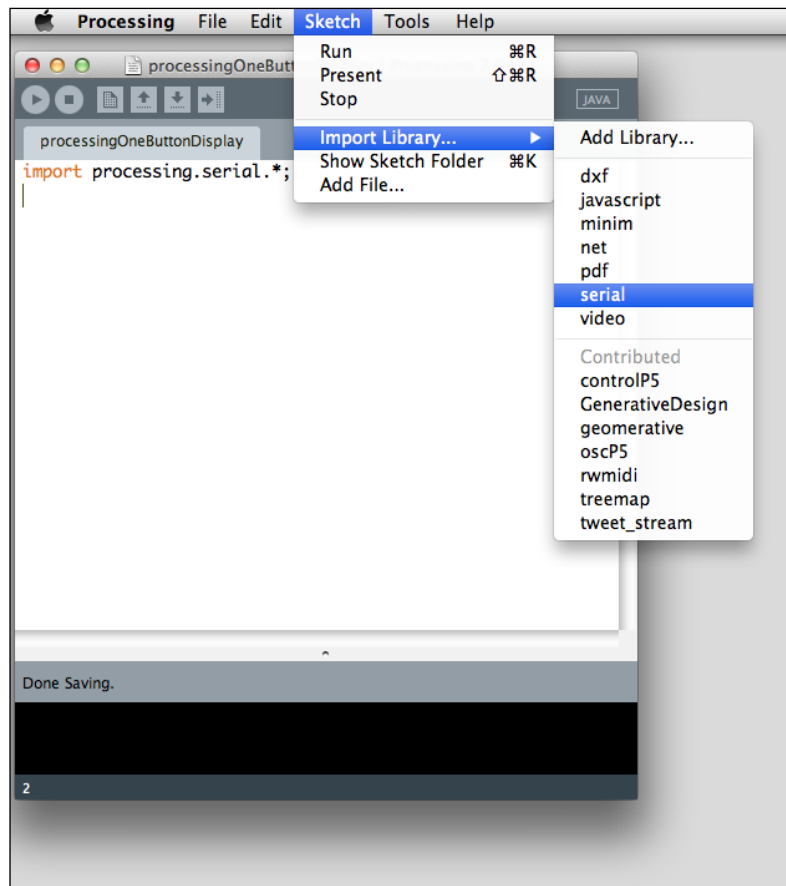 Processing File Edit Sketch Tools Help
processingOneButt
JAVA
processingOneButtonDisplay
import processing.serial.*;
Run ⌘R
Present ⇧⌘R
Stop
Import Library... ▶
Show Sketch Folder ⌘K
Add File...
Add Library...
dxf
javascript
minim
net
pdf
serial
video
Contributed
controlP5
GenerativeDesign
geomerative
oscP5
rwmidi
treemap
tweet_stream
Done Saving.
2